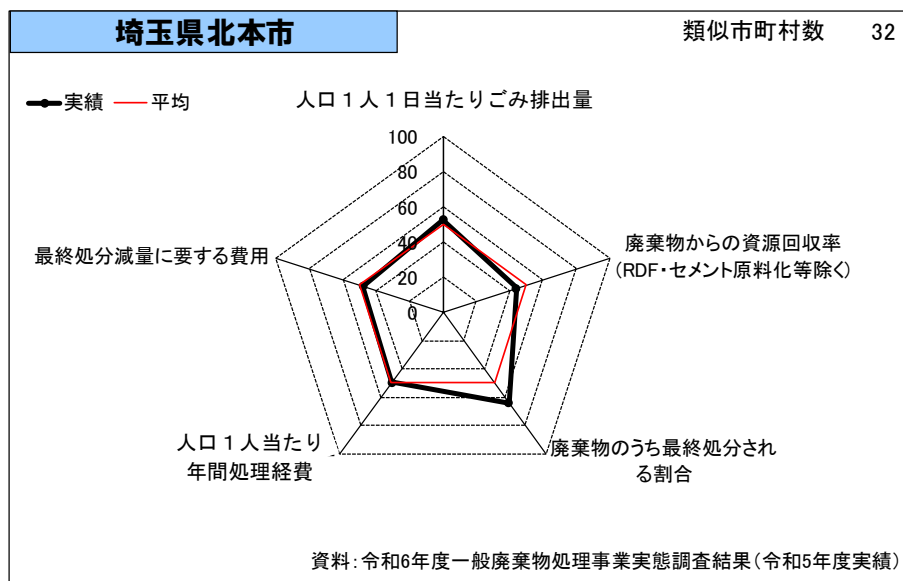 埼玉県北本市
類似市町村数 32
実績 平均
人口1人1日当たりごみ排出量
100
80
60
40
20
0
廃棄物からの資源回収率
(RDF・セメント原料化等除く)
最終処分減量に要する費用
人口1人当たり
年間処理経費
廃棄物のうち最終処分され
る割合
資料:令和6年度一般廃棄物処理事業実態調査結果(令和5年度実績)